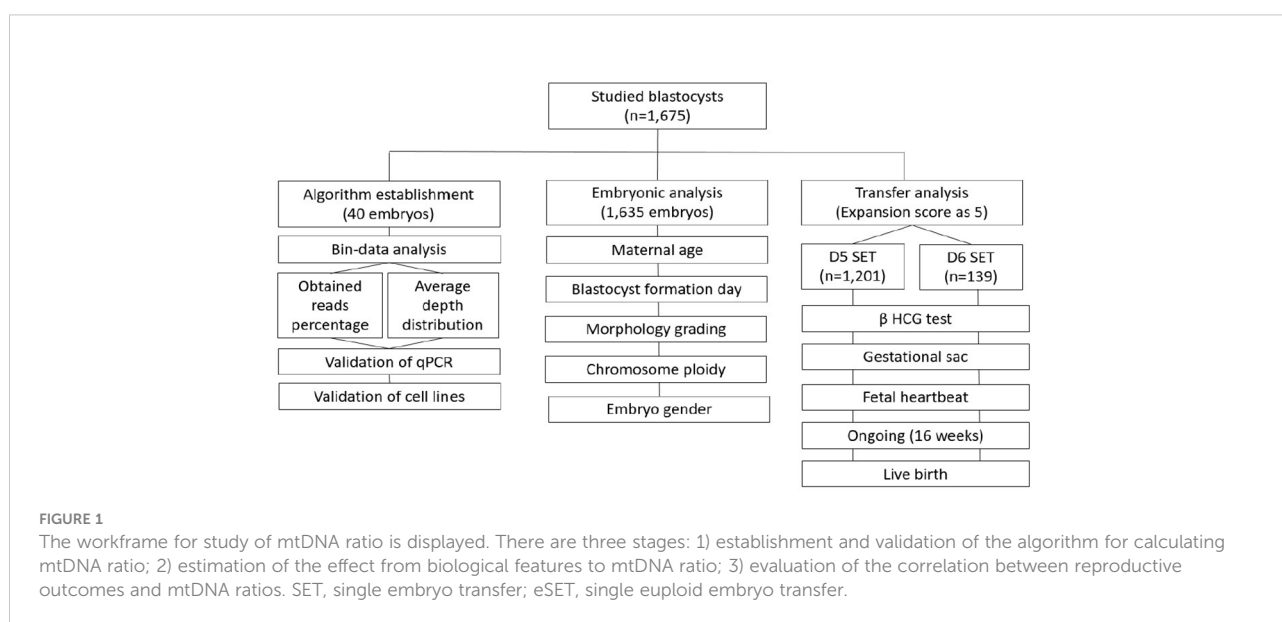 Studied blastocysts
(n=1,675)
Algorithm establishment
(40 embryos)
Bin-data analysis
Obtained
reads
percentage
Average
depth
distribution
Validation of qPCR
Validation of cell lines
Embryonic analysis
(1,635 embryos)
Maternal age
Blastocyst formation day
Morphology grading
Chromosome ploidy
Embryo gender
Transfer analysis
(Expansion score as 5)
D5 SET
(n=1,201)
D6 SET
(n=139)
β HCG test
Gestational sac
Fetal heartbeat
Ongoing (16 weeks)
Live birth
FIGURE 1
The workframe for study of mtDNA ratio is displayed. There are three stages: 1) establishment and validation of the algorithm for calculating
mtDNA ratio; 2) estimation of the effect from biological features to mtDNA ratio; 3) evaluation of the correlation between reproductive
outcomes and mtDNA ratios. SET, single embryo transfer; eSET, single euploid embryo transfer.